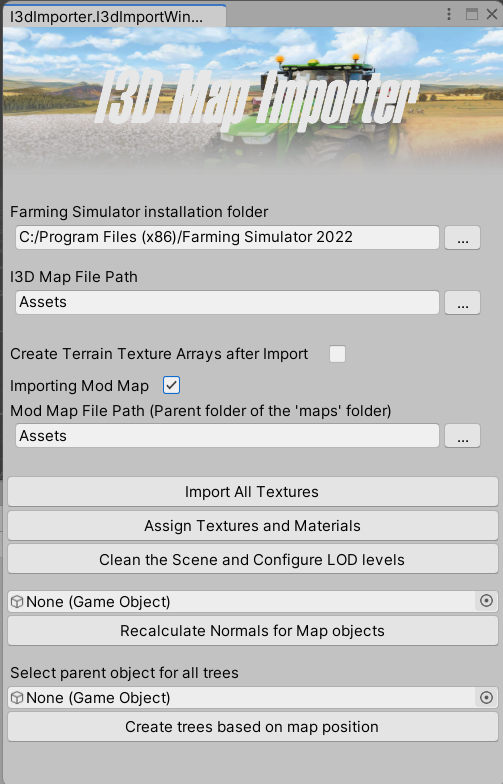 I3dImporter.I3dImportWin...
I3D Map Importer
Farming Simulator installation folder
C:/Program Files (x86)/Farming Simulator 2022
...
I3D Map File Path
Assets
...
Create Terrain Texture Arrays after Import
Importing Mod Map
Mod Map File Path (Parent folder of the 'maps' folder)
Assets
...
Import All Textures
Assign Textures and Materials
Clean the Scene and Configure LOD levels
None (Game Object)
Recalculate Normals for Map objects
Select parent object for all trees
None (Game Object)
Create trees based on map position